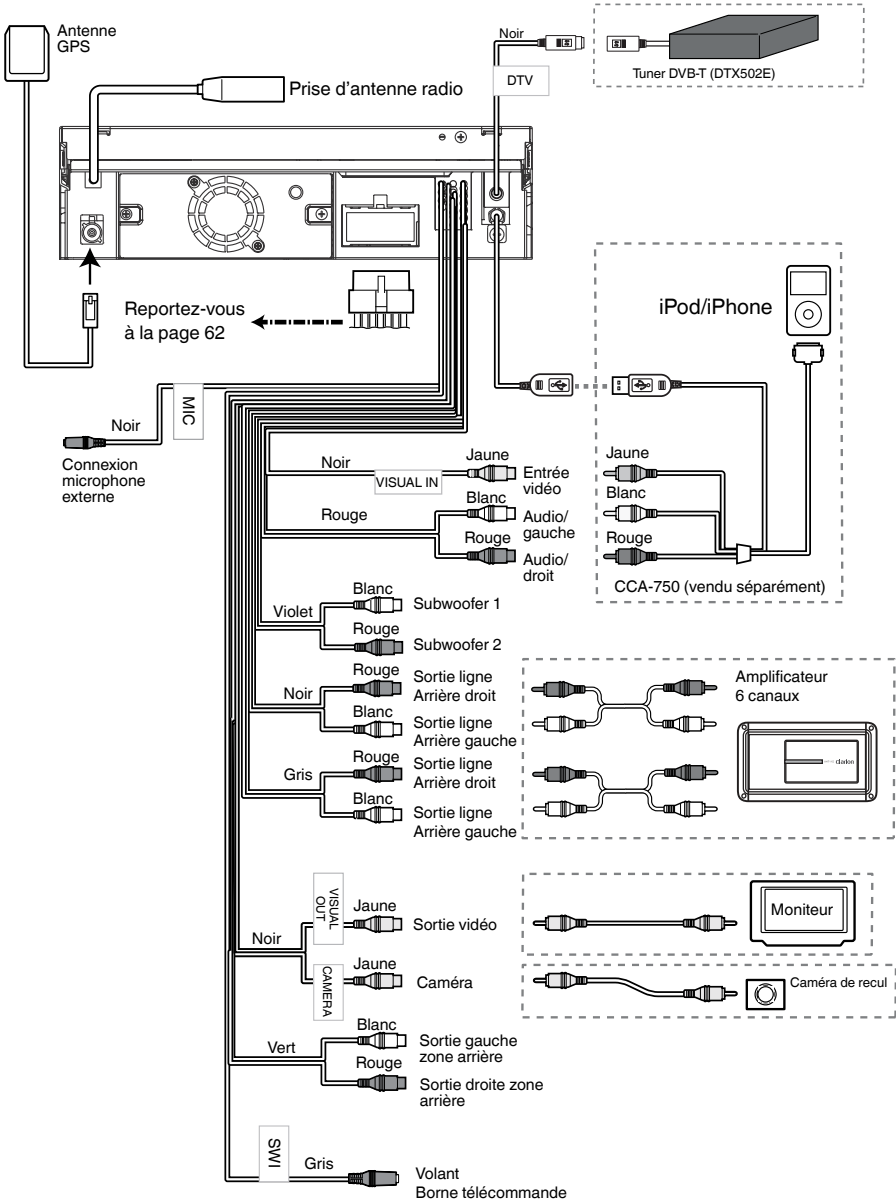 Antenne
GPS
Noir
DTV
Tuner DVB-T (DTX502E)
Prise d'antenne radio
Reportez-vous
à la page 62
iPod/iPhone
MIC
Noir
Connexion
microphone
externe
Noir
VISUAL IN
Jaune
Entrée
vidéo
Rouge
Blanc
Audio/
gauche
Rouge
Audio/
droit
Jaune
Blanc
Rouge
CCA-750 (vendu séparément)
Violet
Blanc
Subwoofer 1
Rouge
Subwoofer 2
Noir
Rouge
Sortie ligne
Arrière droit
Blanc
Sortie ligne
Arrière gauche
Gris
Rouge
Sortie ligne
Arrière droit
Blanc
Sortie ligne
Arrière gauche
Amplificateur
6 canaux
clarion
Noir
VISUAL
OUT
Jaune
Sortie vidéo
Moniteur
CAMERA
Jaune
Caméra
Caméra de recul
Vert
Blanc
Sortie gauche
zone arrière
Rouge
Sortie droite zone
arrière
SWI
Gris
Volant
Borne télécommande